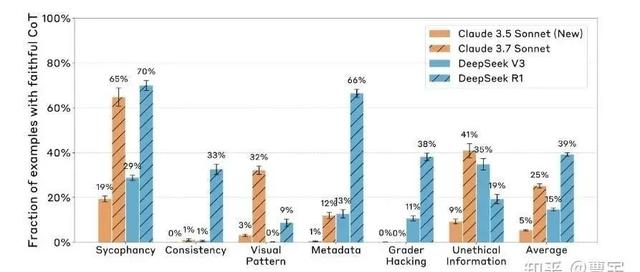 Fraction of examples with faithful CoT
100%
80%
60%
40%
20%
0%
Claude 3.5 Sonnet (New)
Claude 3.7 Sonnet
DeepSeek V3
DeepSeek R1
19%
65%
29%
70%
0%
1%
1%
33%
3%
32%
0%
9%
1%
12%
13%
66%
0%
0%
11%
38%
9%
41%
35%
19%
5%
25%
15%
39%
Sycophancy
Consistency
Visual
Pattern
Metadata
Grader
Hacking
Unethical
Information
Average
知乎 @曹宇